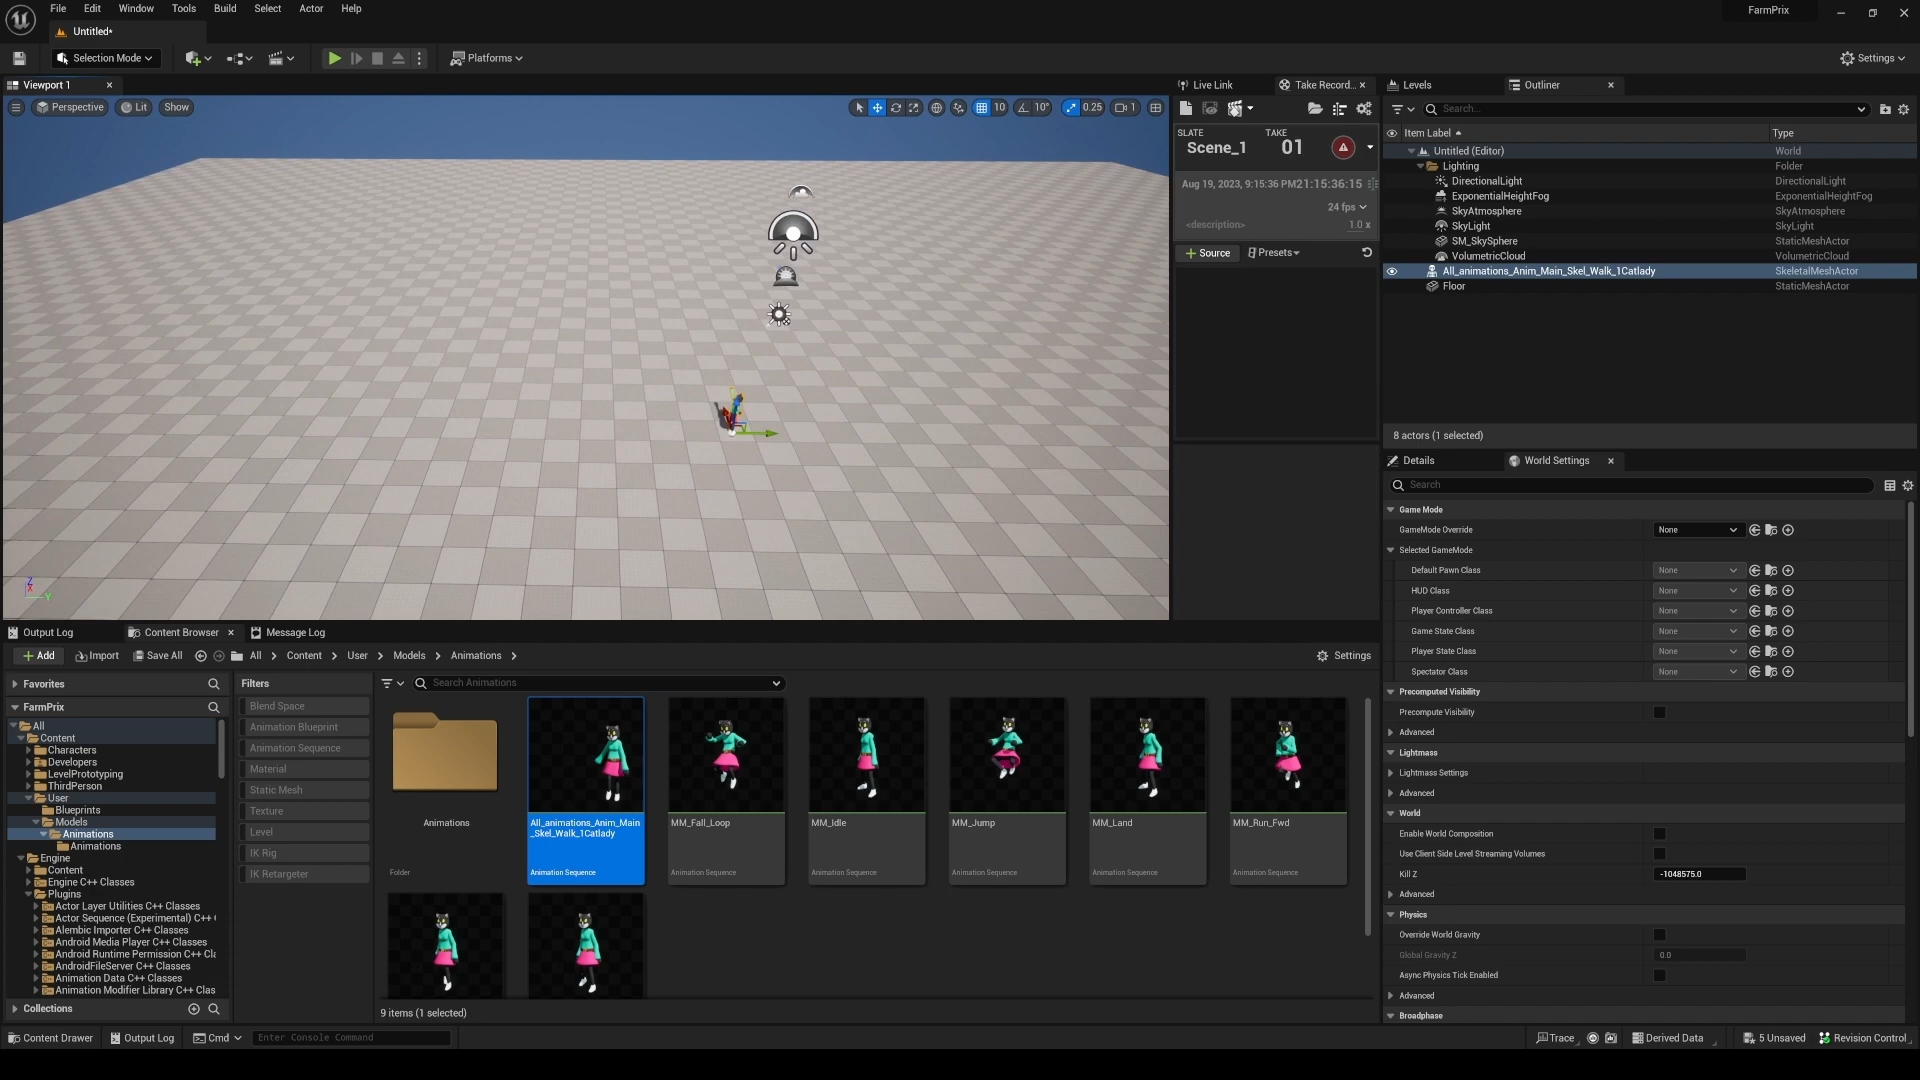 File Edit Window Tools Build Select Actor Help
FarmPrix
Untitled*
Selection Mode
Platforms
Settings
Viewport 1
Perspective
Lit
Show
10
10°
0.25
1
Z
X
Y
Live Link
Take Record...
SLATE
TAKE
Scene_1
01
Aug 19, 2023, 9:15:36 PM
21:15:36:15
24 fps
<description>
1.0 x
+ Source
Presets
Levels
Outliner
Search...
Item Label
Type
Untitled (Editor) World
Lighting Folder
DirectionalLight DirectionalLight
ExponentialHeightFog ExponentialHeightFog
SkyAtmosphere SkyAtmosphere
SkyLight SkyLight
SM_SkySphere StaticMeshActor
VolumetricCloud VolumetricCloud
All_animations_Anim_Main_Skel_Walk_1Catlady SkeletalMeshActor
Floor StaticMeshActor
8 actors (1 selected)
Details
World Settings
Search
Game Mode
GameMode Override None
Selected GameMode
Default Pawn Class None
HUD Class None
Player Controller Class None
Game State Class None
Player State Class None
Spectator Class None
Precomputed Visibility
Precompute Visibility
Advanced
Lightmass
Lightmass Settings
Advanced
World
Enable World Composition
Use Client Side Level Streaming Volumes
Kill Z -1048575.0
Advanced
Physics
Override World Gravity
Global Gravity Z 0.0
Async Physics Tick Enabled
Advanced
Broadphase
Output Log
Content Browser
Message Log
+ Add
Import
Save All
All > Content > User > Models > Animations >
Settings
Favorites
FarmPrix
All
Content
Characters
Developers
LevelPrototyping
ThirdPerson
User
Blueprints
Models
Animations
Animations
Engine
Content
Engine C++ Classes
Plugins
Actor Layer Utilities C++ Classes
Actor Sequence (Experimental) C++
Alembic Importer C++ Classes
Android Media Player C++ Classes
Android Runtime Permission C++ Cla
AndroidFileServer C++ Classes
Animation Data C++ Classes
Animation Modifier Library C++ Clas
Collections
Filters
Blend Space
Animation Blueprint
Animation Sequence
Material
Static Mesh
Texture
Level
IK Rig
IK Retargeter
Search Animations
Animations
Folder
All_animations_Anim_Main
_Skel_Walk_1Catlady
Animation Sequence
MM_Fall_Loop
Animation Sequence
MM_Idle
Animation Sequence
MM_Jump
Animation Sequence
MM_Land
Animation Sequence
MM_Run_Fwd
Animation Sequence
9 items (1 selected)
Content Drawer
Output Log
Cmd
Enter Console Command
Trace
Derived Data
5 Unsaved
Revision Control